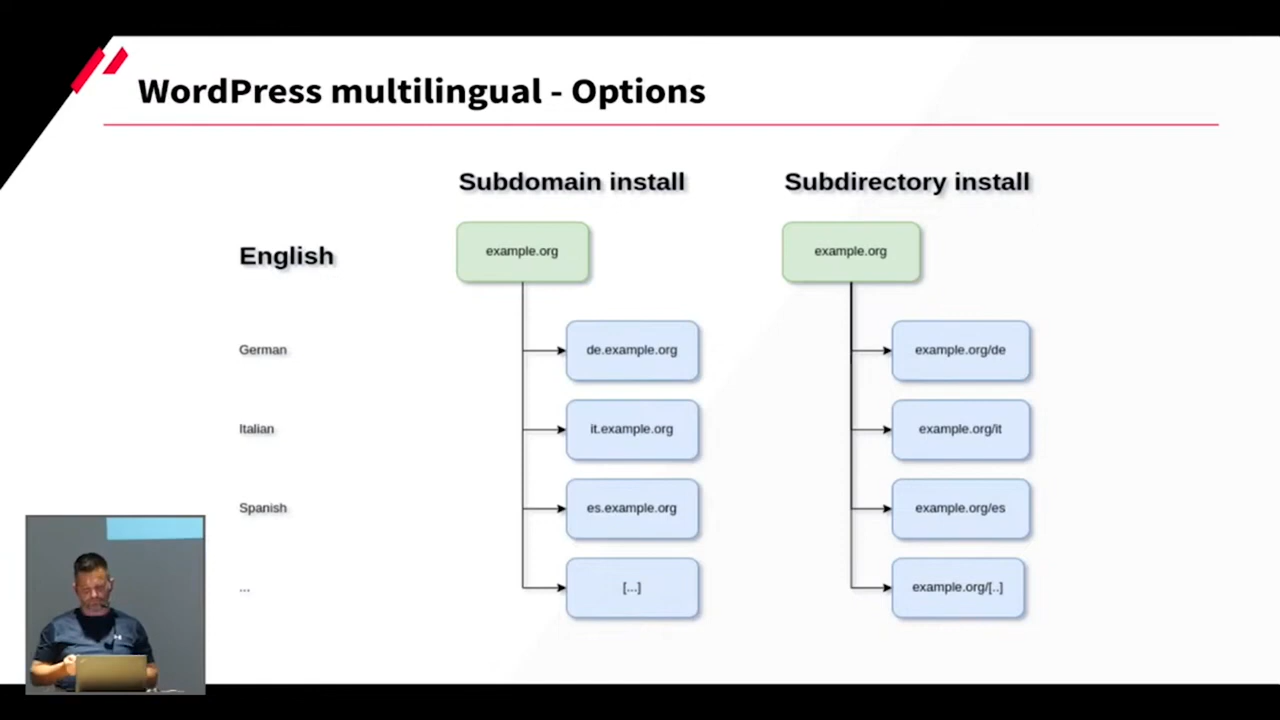 WordPress multilingual - Options
Subdomain install
Subdirectory install
English
example.org
example.org
German
de.example.org
example.org/de
Italian
it.example.org
example.org/it
Spanish
es.example.org
example.org/es
...
[...]
example.org/[..]